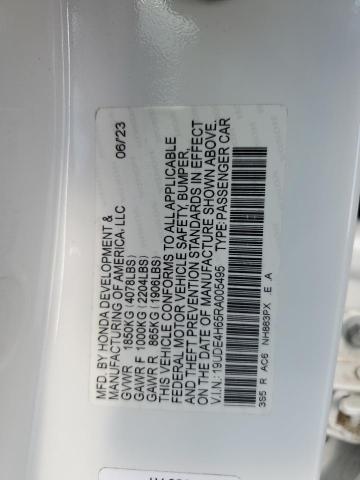 MFD. BY HONDA DEVELOPMENT &
MANUFACTURING OF AMERICA, LLC 06/23
GVWR 1850KG (4078LBS)
GAWR F 1000KG (2204LBS)
GAWR R 865KG (1909LBS)
THIS VEHICLE CONFORMS TO ALL APPLICABLE
FEDERAL MOTOR VEHICLE SAFETY, BUMPER,
AND THEFT PREVENTION STANDARDS IN EFFECT
ON THE DATE OF MANUFACTURE SHOWN ABOVE.
V.I.N.: 19UDE4H65RA005495 TYPE: PASSENGER CAR
3S5 R AC6 NH883PX E A